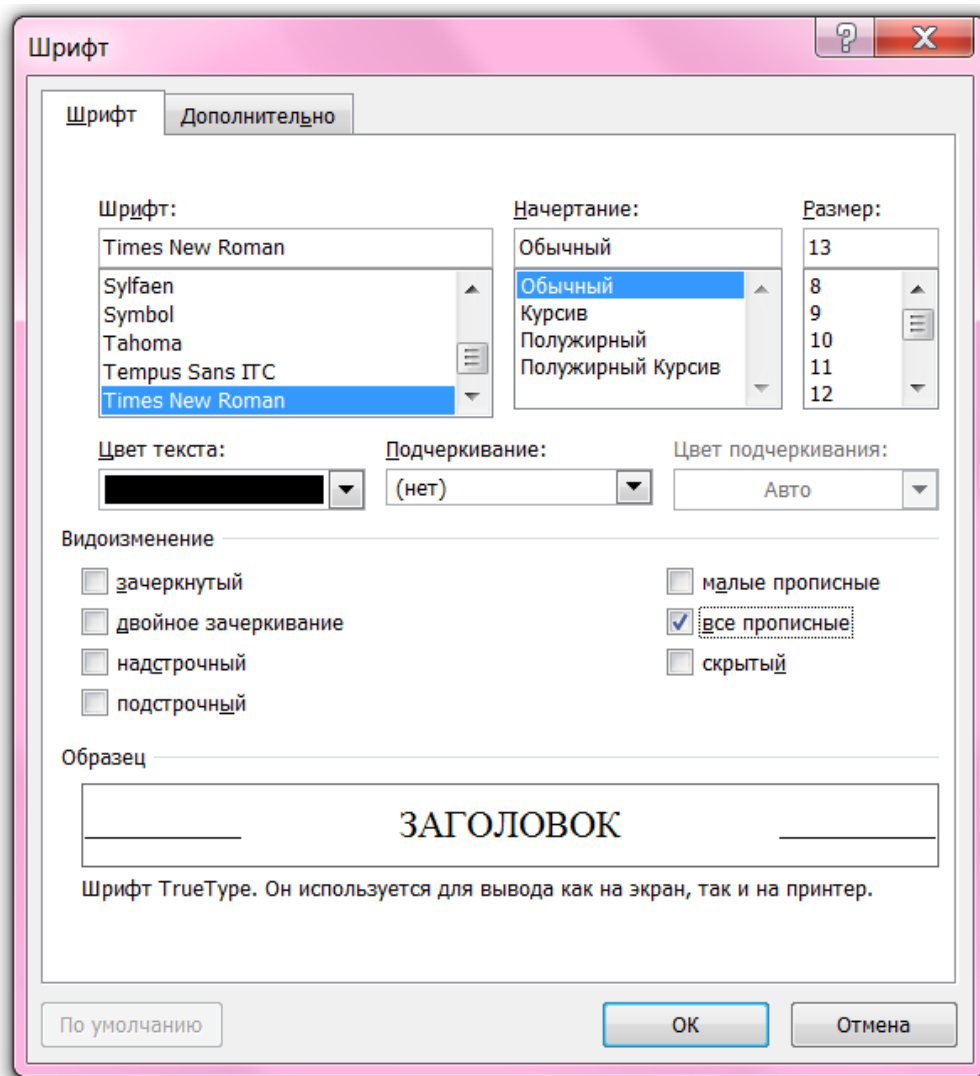 Шрифт
Шрифт Дополнительно
Шрифт: Начертание: Размер:
Times New Roman Обычный 13
Sylfaen Обычный 8
Symbol Курсив 9
Tahoma Полужирный 10
Tempus Sans ITC Полужирный Курсив 11
Times New Roman 12
Цвет текста: Подчеркивание: Цвет подчеркивания:
(нет) Авто
Видоизменение
зачеркнутый малые прописные
двойное зачеркивание все прописные
надстрочный скрытый
подстрочный
Образец
ЗАГОЛОВОК
Шрифт TrueType. Он используется для вывода как на экран, так и на принтер.
По умолчанию ОК Отмена